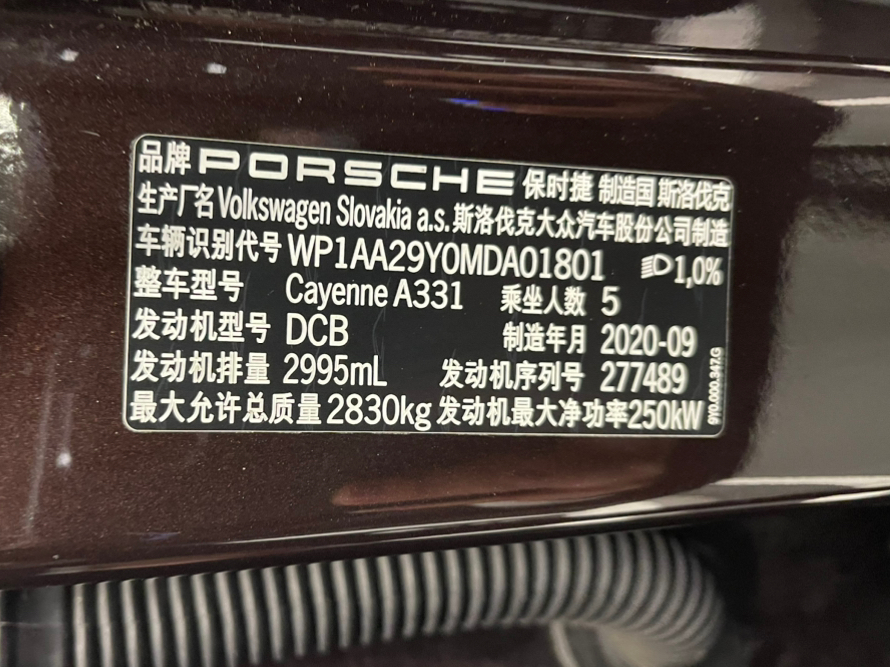 品牌 PORSCHE 保时捷 制造国 斯洛伐克
生产厂名 Volkswagen Slovakia a.s. 斯洛伐克大众汽车股份公司制造
车辆识别代号 WP1AA29Y0MDA01801 1,0%
整车型号 Cayenne A331 乘坐人数 5
发动机型号 DCB 制造年月 2020-09
发动机排量 2995mL 发动机序列号 277489
最大允许总质量 2830kg 发动机最大净功率 250kW
9Y0.000.347.G